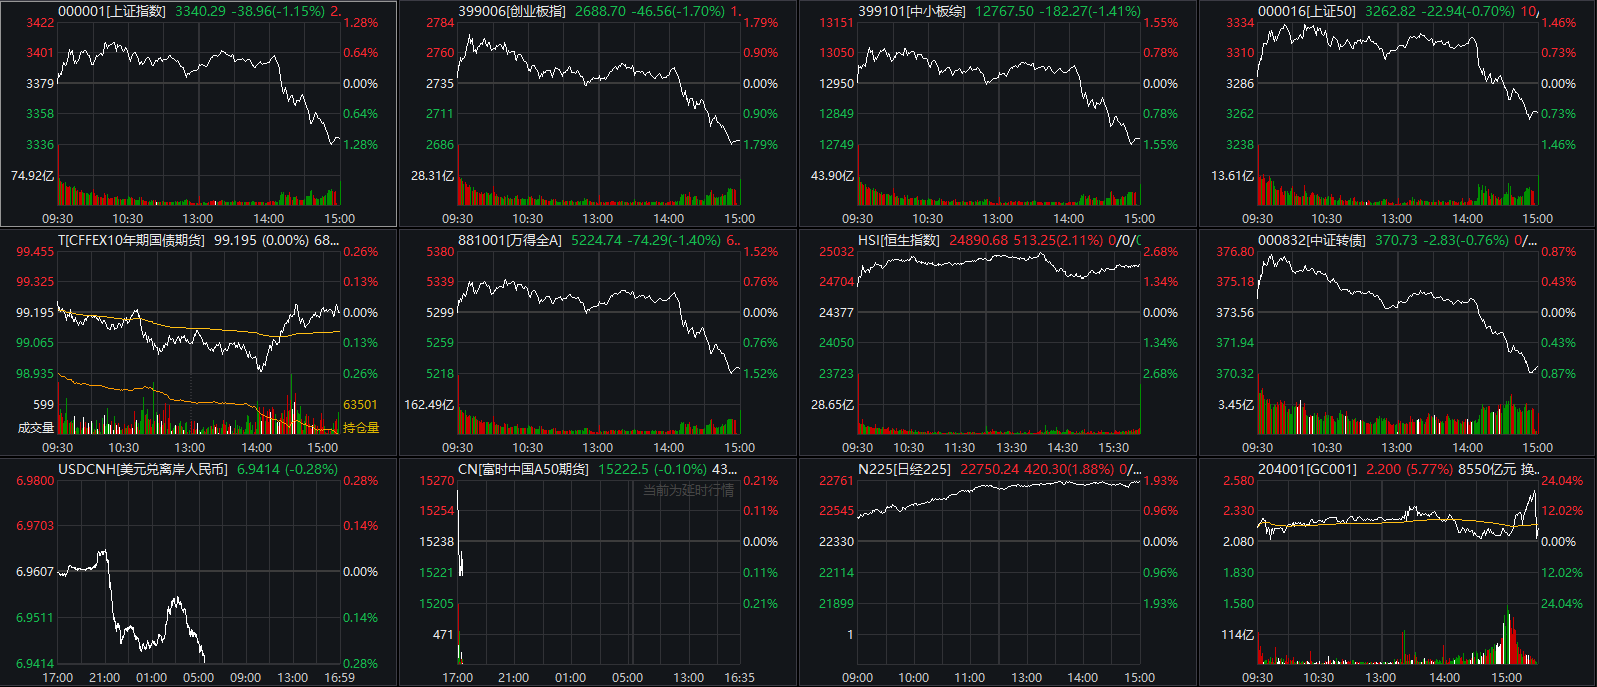 000001[上证指数] 3340.29 -38.96(-1.15%) 2.
3422 1.28%
3401 0.64%
3379 0.00%
3358 0.64%
3336 1.28%
74.92亿
09:30 10:30 13:00 14:00 15:00
399006[创业板指] 2688.70 -46.56(-1.70%) 1.
2784 1.79%
2760 0.90%
2735 0.00%
2711 0.90%
2686 1.79%
28.31亿
09:30 10:30 13:00 14:00 15:00
399101[中小板综] 12767.50 -182.27(-1.41%)
13151 1.55%
13050 0.78%
12950 0.00%
12849 0.78%
12749 1.55%
43.90亿
09:30 10:30 13:00 14:00 15:00
000016[上证50] 3262.82 -22.94(-0.70%) 10/
3334 1.46%
3310 0.73%
3286 0.00%
3262 0.73%
3238 1.46%
13.61亿
09:30 10:30 13:00 14:00 15:00
T[CFFEX10年期国债期货] 99.195 (0.00%) 68...
99.455 0.26%
99.325 0.13%
99.195 0.00%
99.065 0.13%
98.935 0.26%
599 63501
成交量 持仓量
09:30 10:30 13:00 14:00 15:00
881001[万得全A] 5224.74 -74.29(-1.40%) 6..
5380 1.52%
5339 0.76%
5299 0.00%
5259 0.76%
5218 1.52%
162.49亿
09:30 10:30 13:00 14:00 15:00
HSI[恒生指数] 24890.68 513.25(2.11%) 0/0/0
25032 2.68%
24704 1.34%
24377 0.00%
24050 1.34%
23723 2.68%
28.65亿
09:30 10:30 11:30 13:30 14:30 15:30
000832[中证转债] 370.73 -2.83(-0.76%) 0/...
376.80 0.87%
375.18 0.43%
373.56 0.00%
371.94 0.43%
370.32 0.87%
3.45亿
09:30 10:30 13:00 14:00 15:00
USDCNH[美元兑离岸人民币] 6.9414 (-0.28%)
6.9800 0.28%
6.9703 0.14%
6.9607 0.00%
6.9511 0.14%
6.9414 0.28%
17:00 21:00 01:00 05:00 09:00 13:00 16:59
CN[富时中国A50期货] 15222.5 (-0.10%) 43...
当前为延时行情
15270 0.21%
15254 0.11%
15238 0.00%
15221 0.11%
15205 0.21%
471
17:00 21:00 01:00 05:00 13:00 16:35
N225[日经225] 22750.24 420.30(1.88%) 0/...
22761 1.93%
22545 0.96%
22330 0.00%
22114 0.96%
21899 1.93%
1
09:00 10:00 11:00 13:00 14:00 15:00
204001[GC001] 2.200 (5.77%) 8550亿元 换..
2.580 24.04%
2.330 12.02%
2.080 0.00%
1.830 12.02%
1.580 24.04%
114亿
09:30 10:30 13:00 14:00 15:00